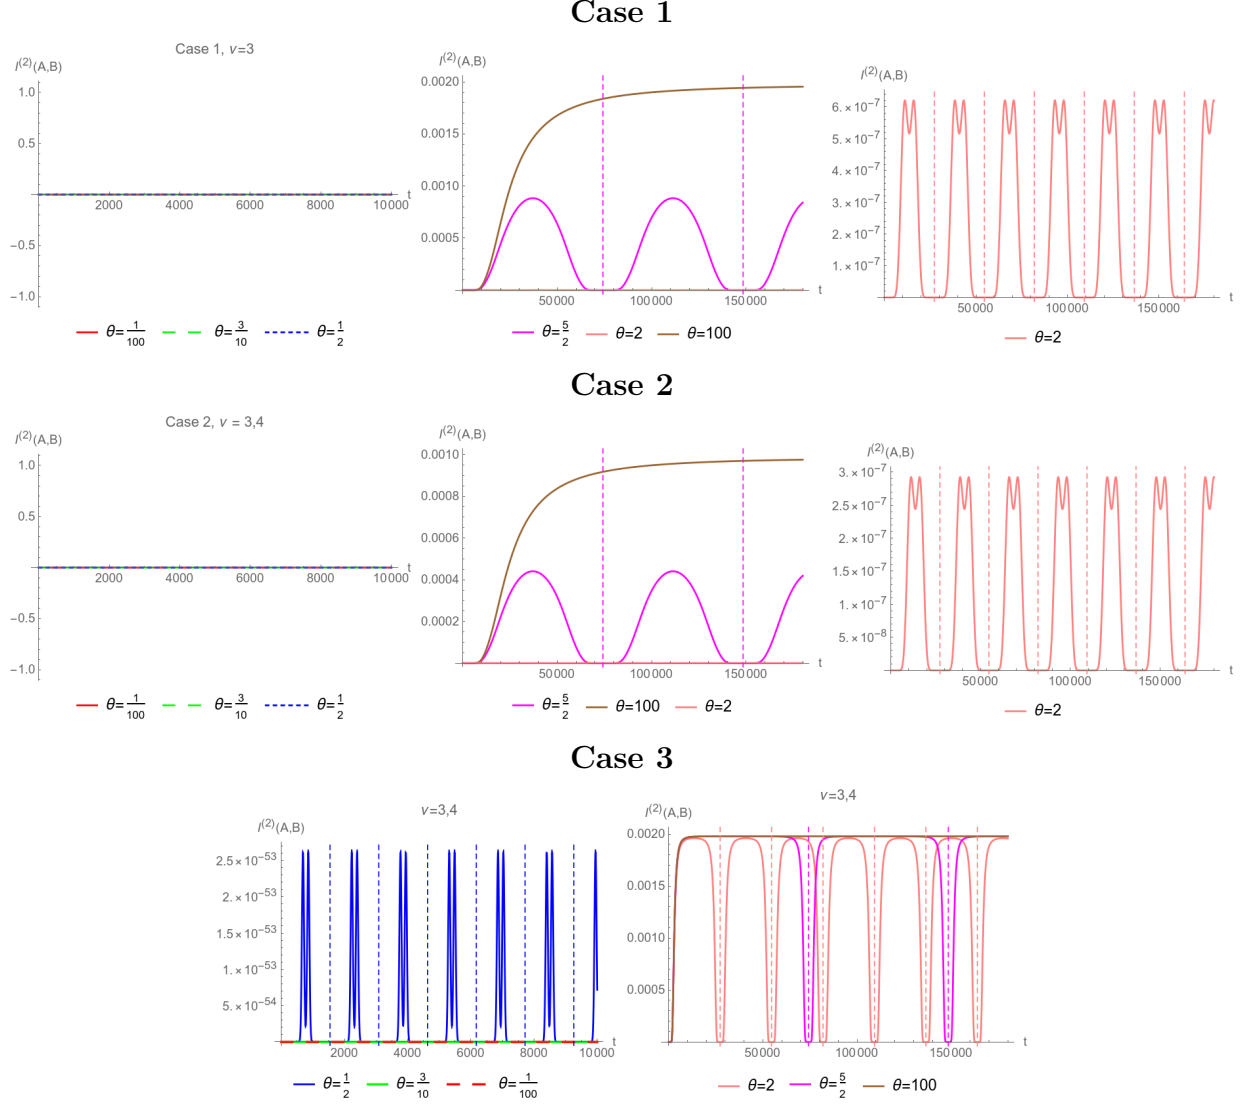 Case 1
Case 1, v=3
I^(2)(A,B)
1.0
0.5
-0.5
-1.0
2000 4000 6000 8000 10000 t
θ=1/100 θ=3/10 θ=1/2
I^(2)(A,B)
0.0020
0.0015
0.0010
0.0005
50000 100000 150000 t
θ=5/2 θ=2 θ=100
I^(2)(A,B)
6.×10^-7
5.×10^-7
4.×10^-7
3.×10^-7
2.×10^-7
1.×10^-7
50000 100000 150000 t
θ=2
Case 2
Case 2, v = 3,4
I^(2)(A,B)
1.0
0.5
-0.5
-1.0
2000 4000 6000 8000 10000 t
θ=1/100 θ=3/10 θ=1/2
I^(2)(A,B)
0.0010
0.0008
0.0006
0.0004
0.0002
50000 100000 150000 t
θ=5/2 θ=100 θ=2
I^(2)(A,B)
3.×10^-7
2.×10^-7
2.×10^-7
1.×10^-7
1.×10^-7
5.×10^-8
50000 100000 150000 t
θ=2
Case 3
v=3,4
I^(2)(A,B)
2.5×10^-53
2.×10^-53
1.5×10^-53
1.×10^-53
5.×10^-54
2000 4000 6000 8000 10000 t
θ=1/2 θ=3/10 θ=1/100
v=3,4
I^(2)(A,B)
0.0020
0.0015
0.0010
0.0005
50000 100000 150000 t
θ=2 θ=5/2 θ=100